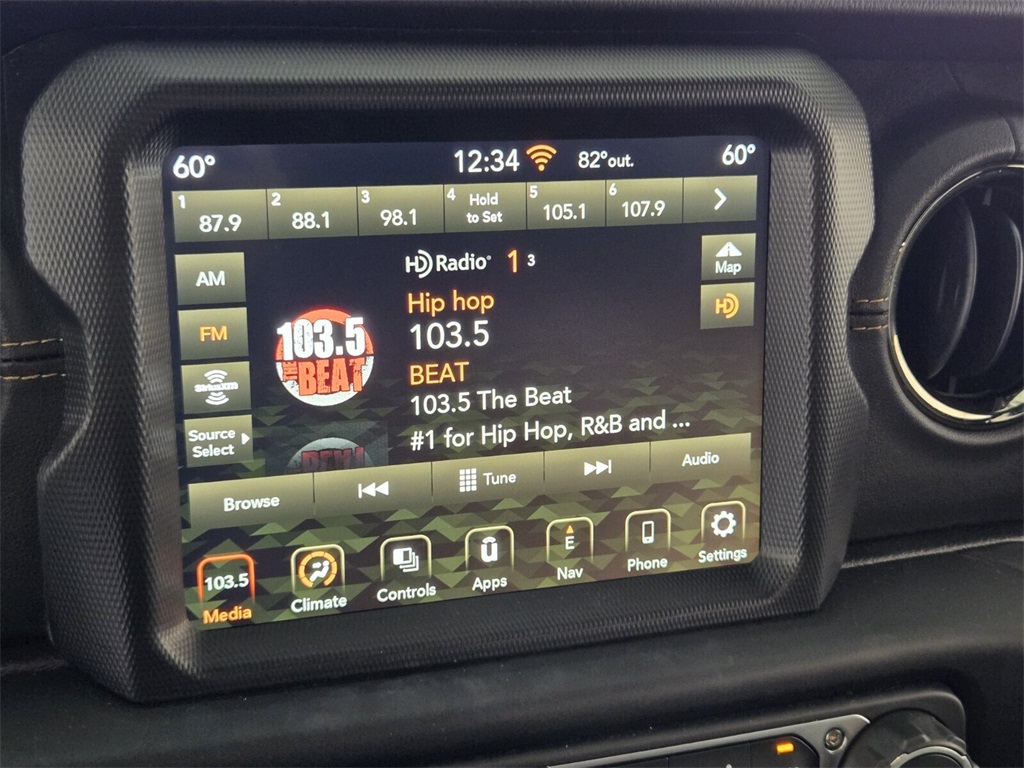 60°
12:34
82°out.
60°
1
87.9
2
88.1
3
98.1
4
Hold
to Set
5
105.1
6
107.9
AM
FM
SiriusXM
Source
Select
HD Radio®
1
3
Hip hop
103.5
BEAT
103.5 The Beat
#1 for Hip Hop, R&B and ...
103.5
THE
BEAT
Map
HD
Browse
Tune
Audio
103.5
Media
Climate
Controls
U
Apps
E
Nav
Phone
Settings